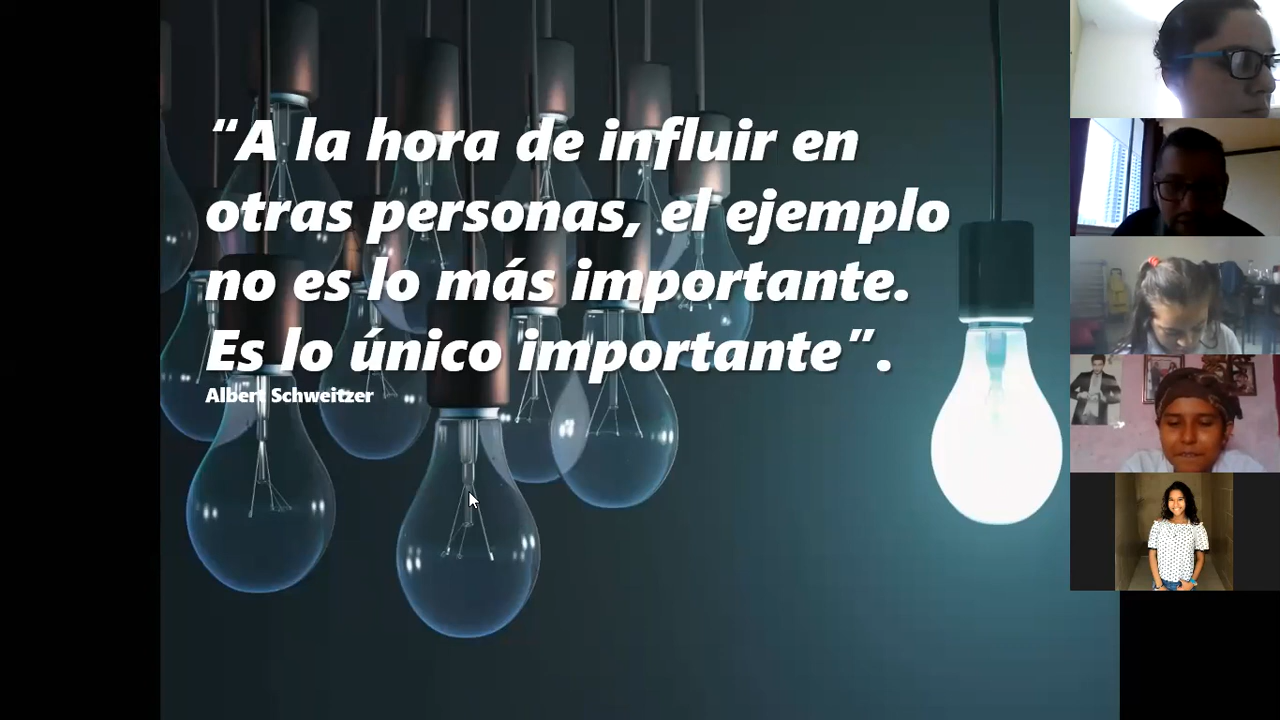 “A la hora de influir en
otras personas, el ejemplo
no es lo más importante.
Es lo único importante”.
Albert Schweitzer